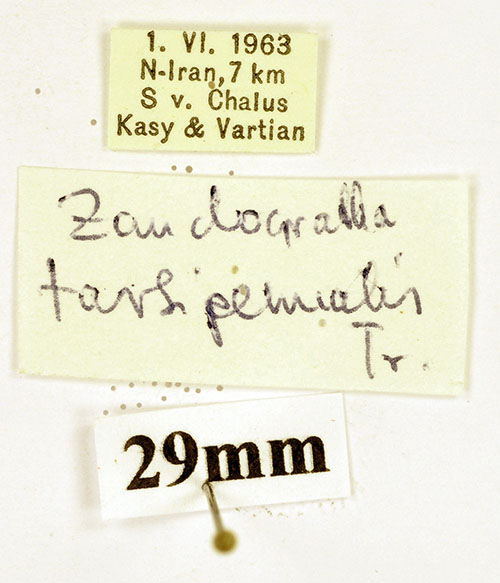 1. VI. 1963
N-Iran, 7 km
S v. Chalus
Kasy & Vartian
Zanclognatha
tarsipennalis
Tr.
29mm